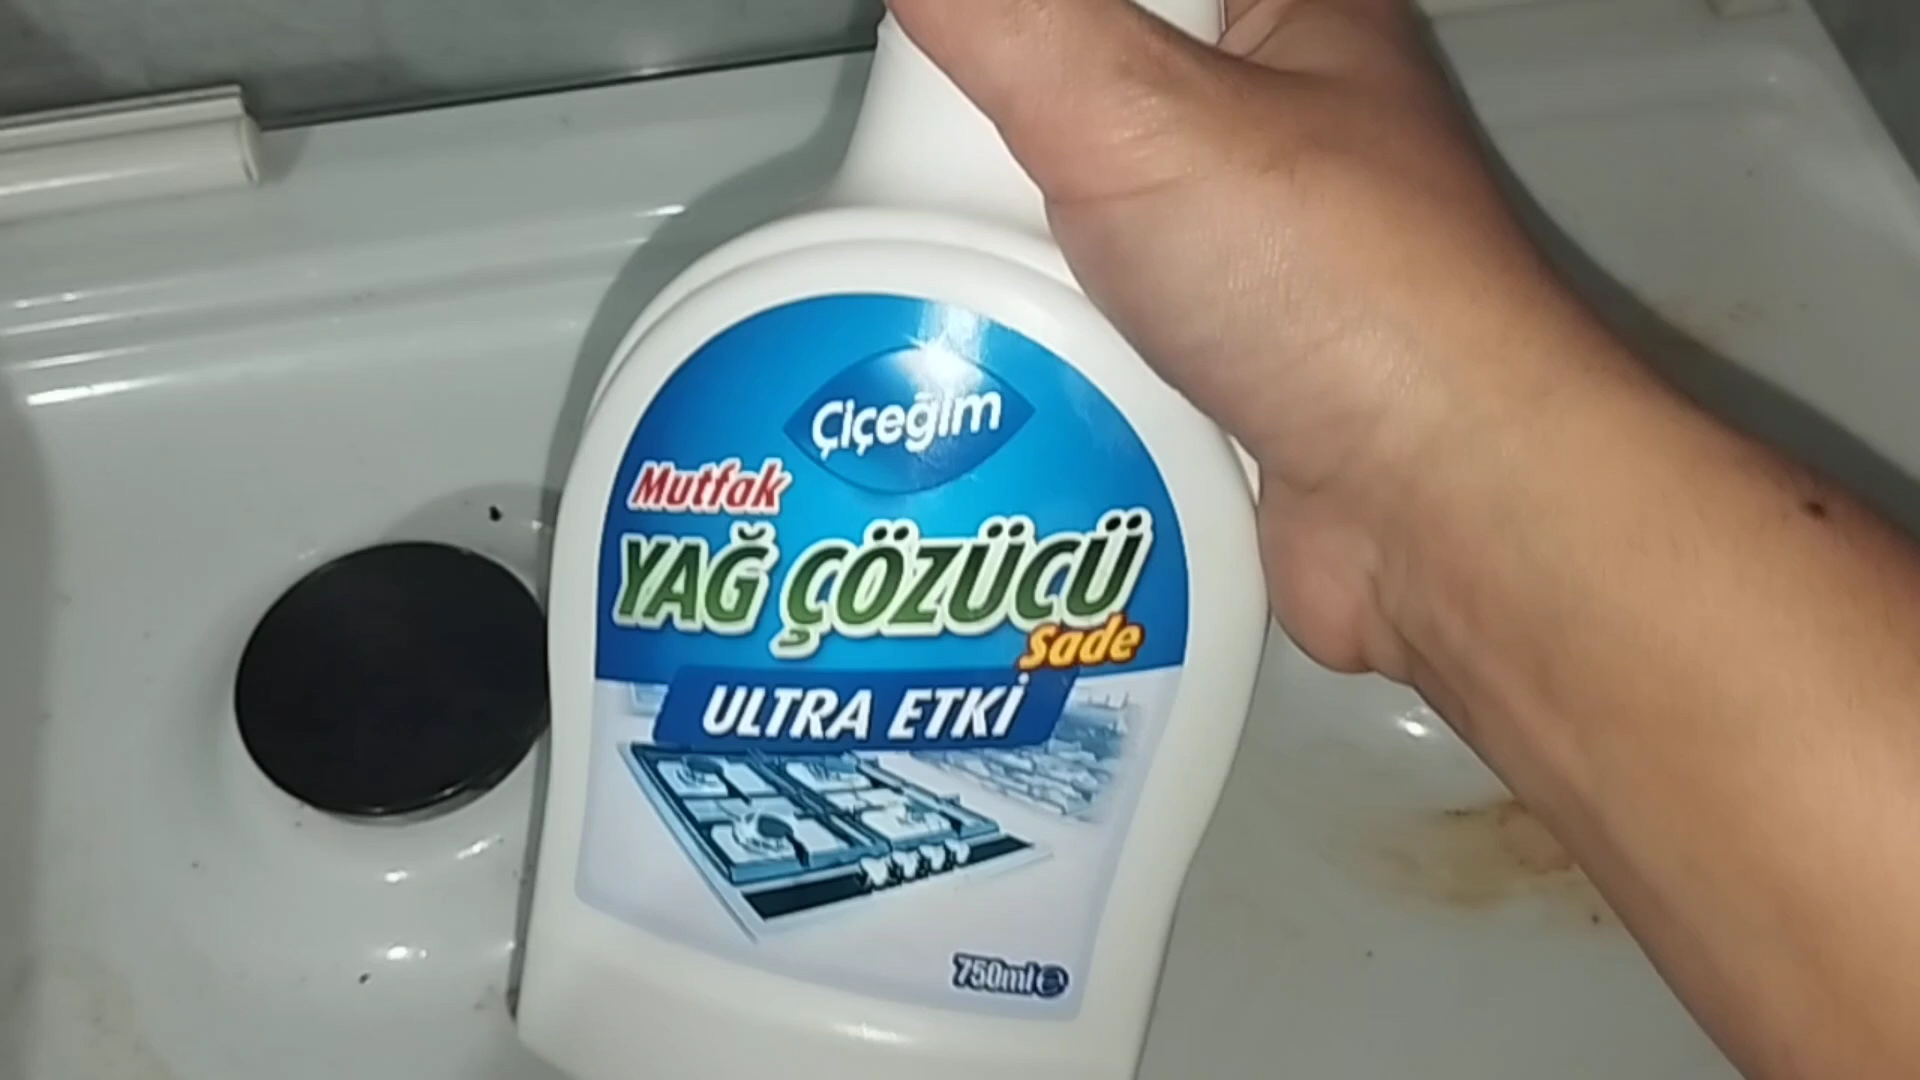 Çiçeğim
Mutfak
YAĞ ÇÖZÜCÜ
Sade
ULTRA ETKİ
750ml e